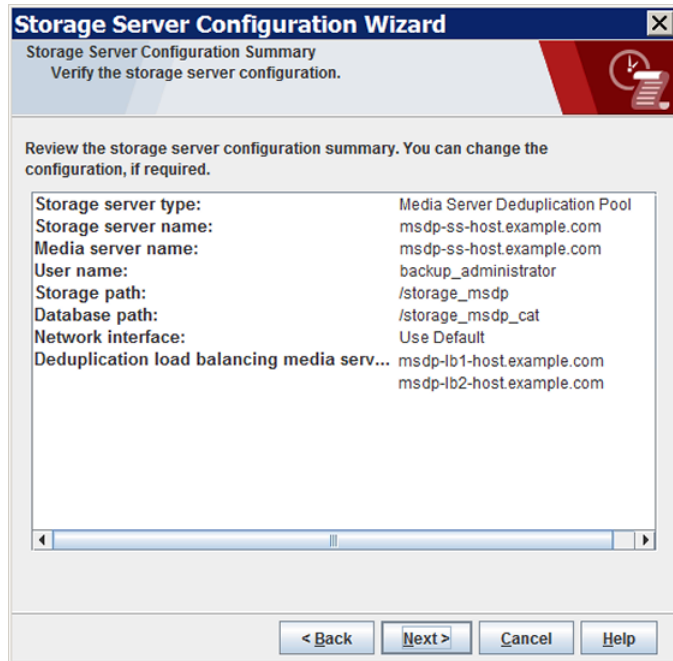 Storage Server Configuration Wizard
Storage Server Configuration Summary
Verify the storage server configuration.
Review the storage server configuration summary. You can change the
configuration, if required.
Storage server type: Media Server Deduplication Pool
Storage server name: msdp-ss-host.example.com
Media server name: msdp-ss-host.example.com
User name: backup_administrator
Storage path: /storage_msdp
Database path: /storage_msdp_cat
Network interface: Use Default
Deduplication load balancing media serv... msdp-lb1-host.example.com
msdp-lb2-host.example.com
< Back Next > Cancel Help